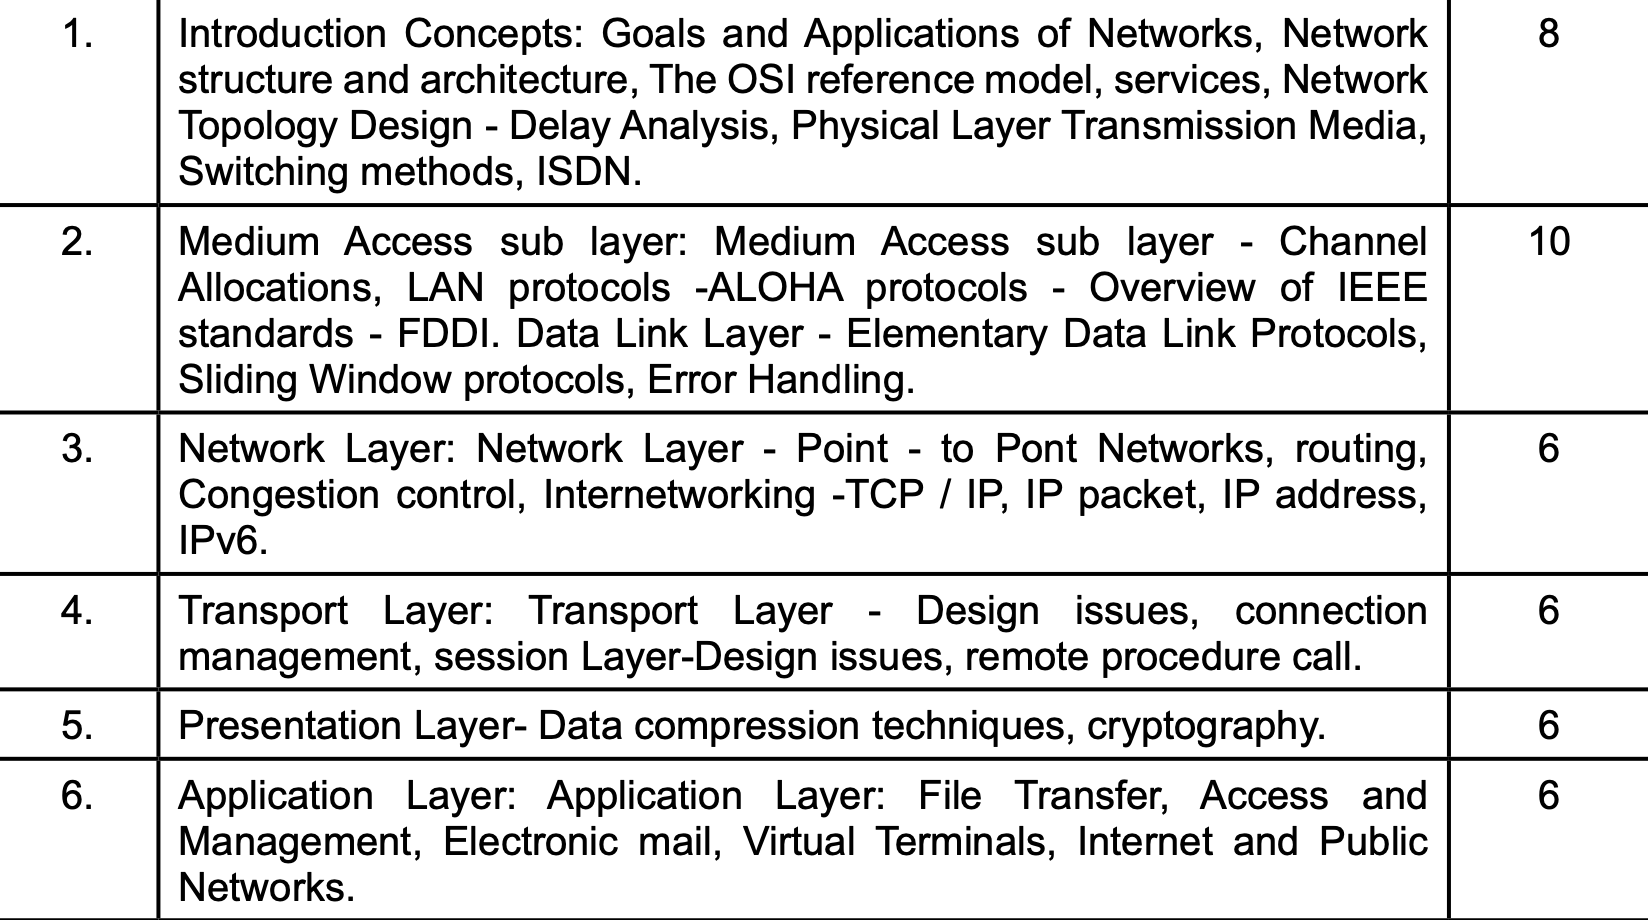 1. Introduction Concepts: Goals and Applications of Networks, Network 8
structure and architecture, The OSI reference model, services, Network
Topology Design - Delay Analysis, Physical Layer Transmission Media,
Switching methods, ISDN.
2. Medium Access sub layer: Medium Access sub layer - Channel 10
Allocations, LAN protocols -ALOHA protocols - Overview of IEEE
standards - FDDI. Data Link Layer - Elementary Data Link Protocols,
Sliding Window protocols, Error Handling.
3. Network Layer: Network Layer - Point - to Pont Networks, routing, 6
Congestion control, Internetworking -TCP / IP, IP packet, IP address,
IPv6.
4. Transport Layer: Transport Layer - Design issues, connection 6
management, session Layer-Design issues, remote procedure call.
5. Presentation Layer- Data compression techniques, cryptography. 6
6. Application Layer: Application Layer: File Transfer, Access and 6
Management, Electronic mail, Virtual Terminals, Internet and Public
Networks.